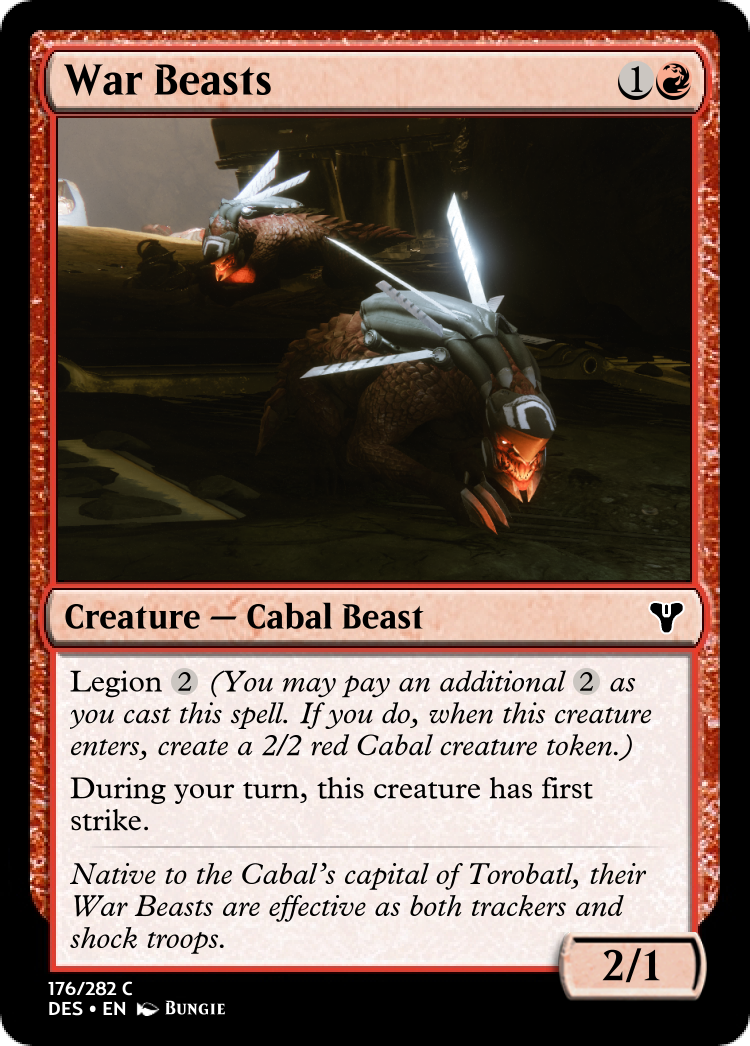 War Beasts 1
Creature — Cabal Beast
Legion 2 (You may pay an additional 2 as
you cast this spell. If you do, when this creature
enters, create a 2/2 red Cabal creature token.)
During your turn, this creature has first
strike.
Native to the Cabal's capital of Torobatl, their
War Beasts are effective as both trackers and
shock troops.
2/1
176/282 C
DES • EN Bungie